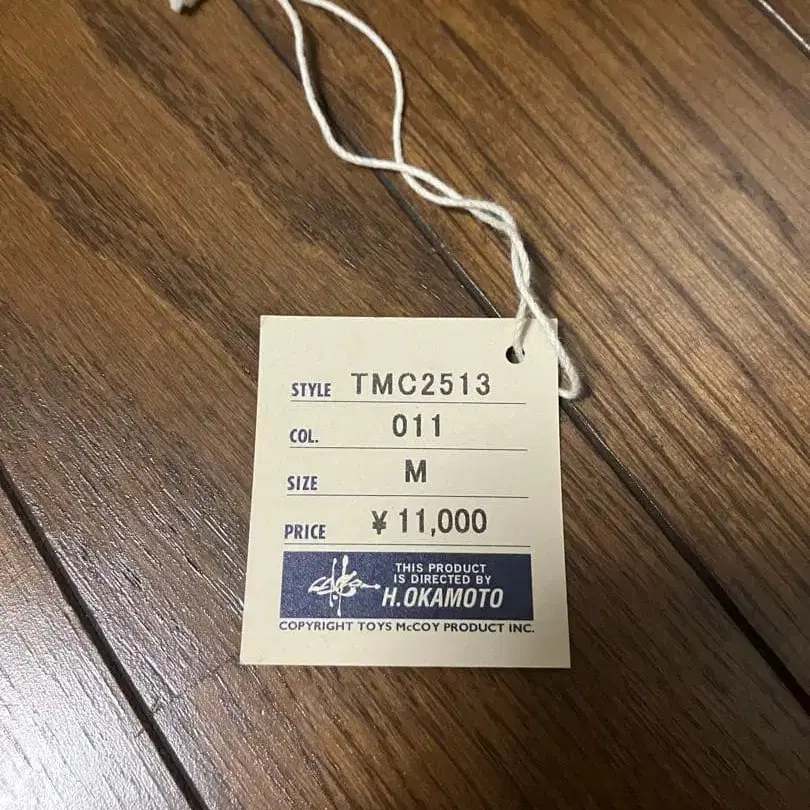 STYLE TMC2513
COL. 011
SIZE M
PRICE ¥11,000
THIS PRODUCT
IS DIRECTED BY
H.OKAMOTO
COPYRIGHT TOYS McCOY PRODUCT INC.